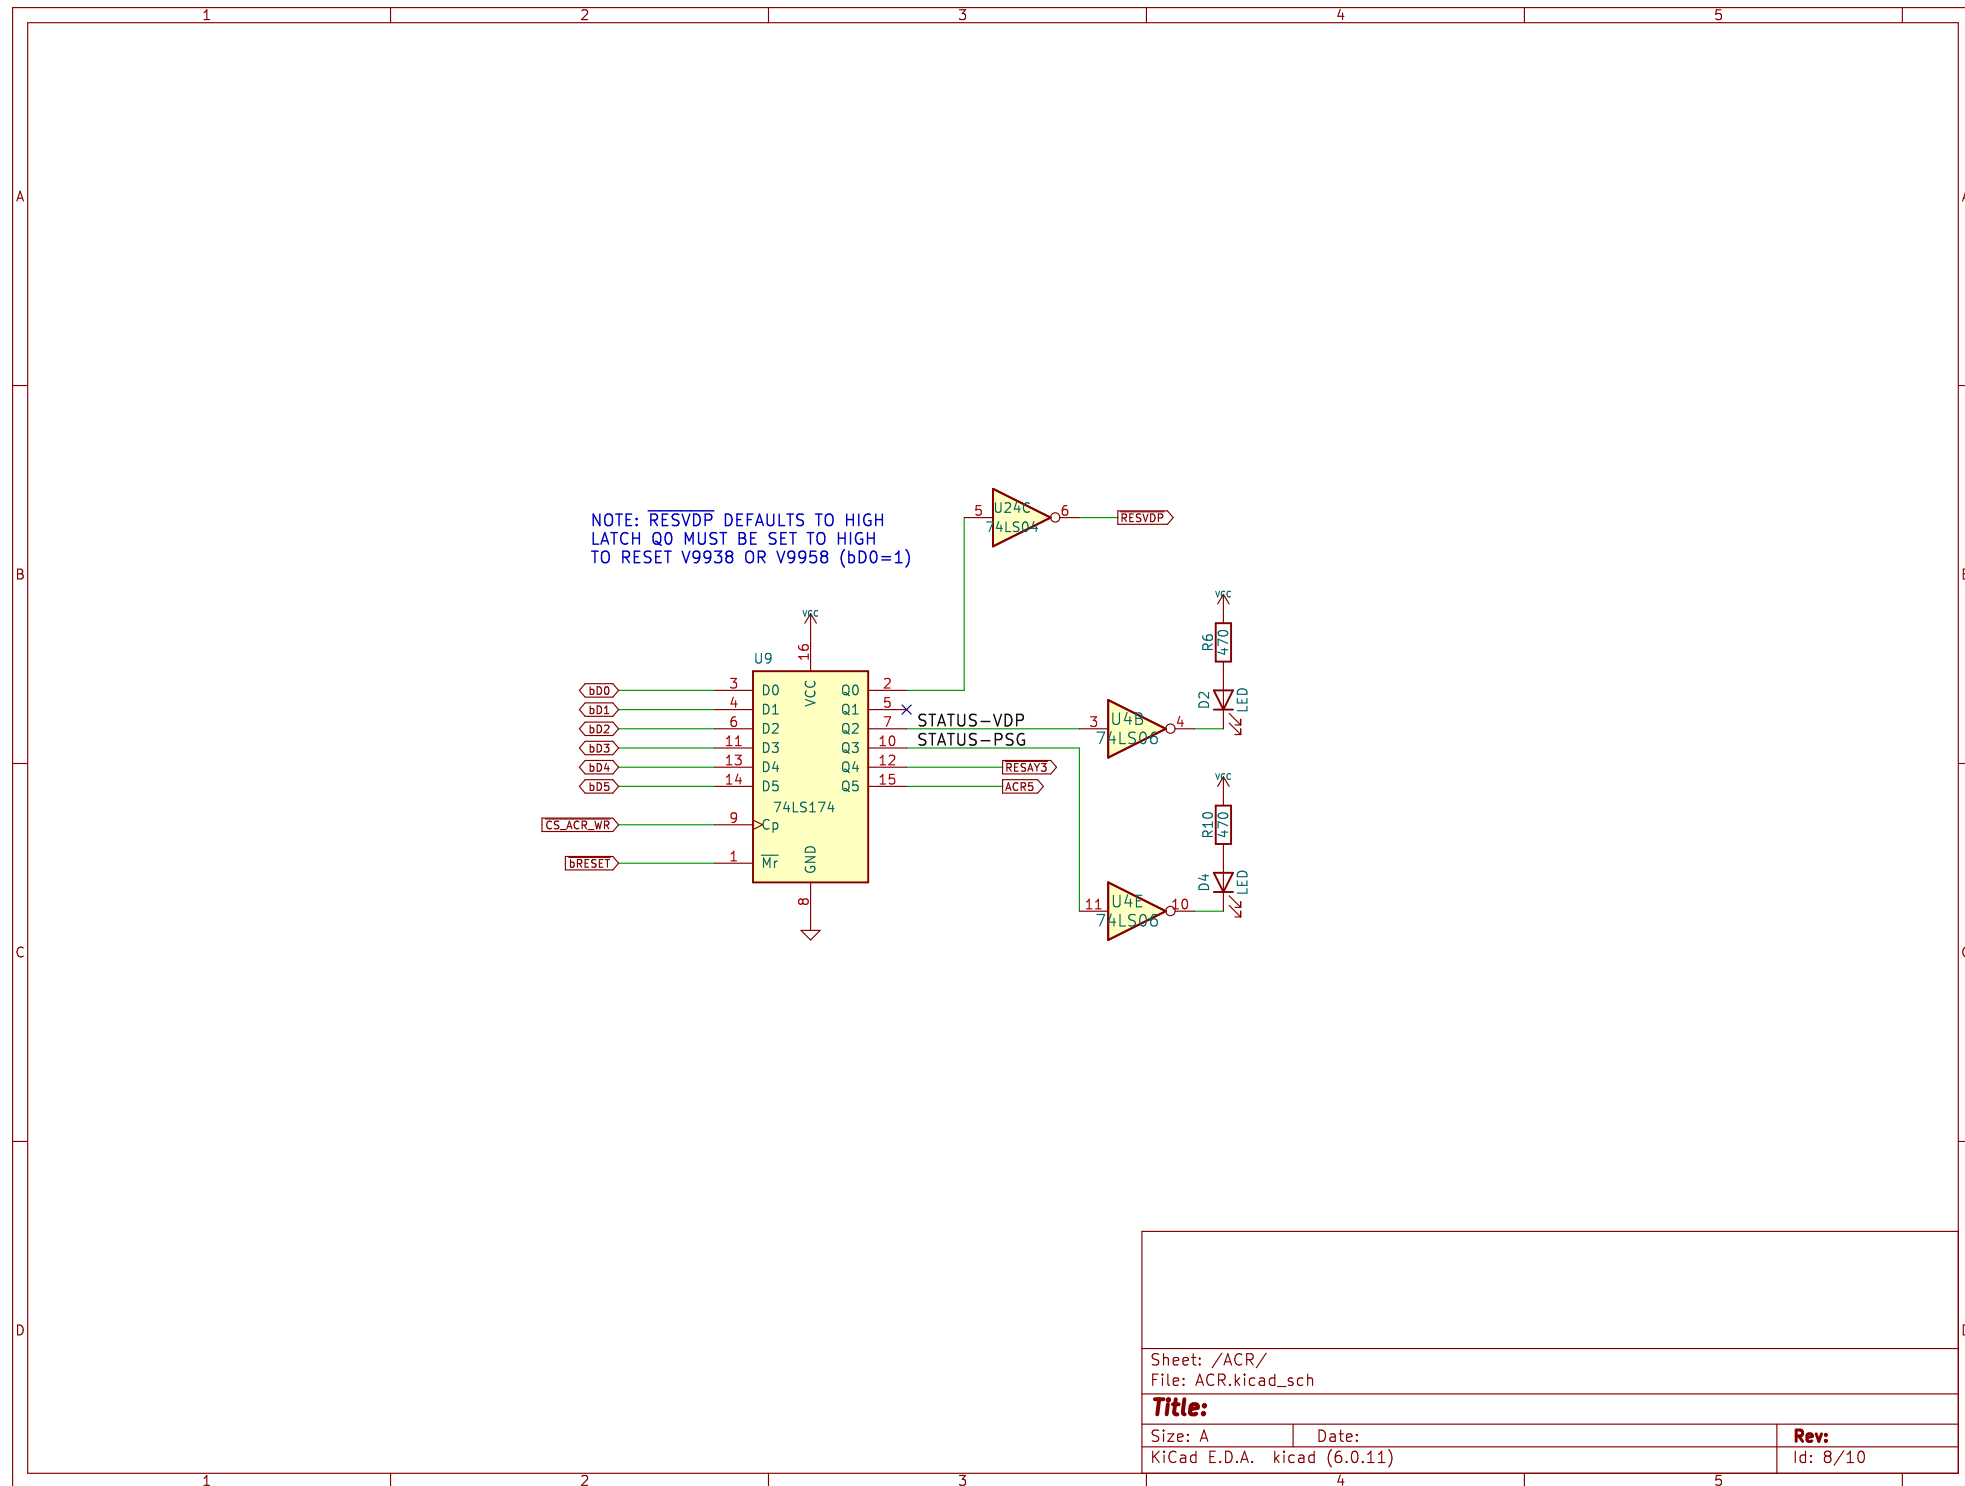 1 2 3 4 5
A A
NOTE: RESVDP DEFAULTS TO HIGH
LATCH Q0 MUST BE SET TO HIGH
TO RESET V9938 OR V9958 (bD0=1)
5 U24C 6 RESVDP
74LS04
B
VCC
R6 470
D2 LED
3 U4B 4
74LS06
VCC
16
U9
VCC
bD0 3 D0 Q0 2
bD1 4 D1 Q1 5
bD2 6 D2 Q2 7 STATUS-VDP
bD3 11 D3 Q3 10 STATUS-PSG
bD4 13 D4 Q4 12 RESAY3
bD5 14 D5 Q5 15 ACR5
74LS174
CS_ACR_WR 9 Cp
bRESET 1 Mr
GND
8
VCC
R10 470
D4 LED
11 U4E 10
74LS06
C
D
Sheet: /ACR/
File: ACR.kicad_sch
Title:
Size: A Date: Rev:
KiCad E.D.A. kicad (6.0.11) Id: 8/10
1 2 3 4 5